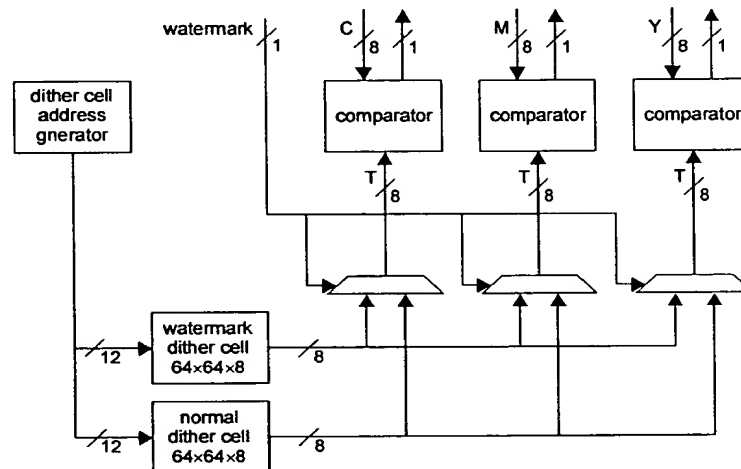 watermark 1 C 8 1 M 8 1 Y 8 1
dither cell
address
gnerator
comparator comparator comparator
T 8 T 8 T 8
watermark
dither cell
64×64×8
12 8
normal
dither cell
64×64×8
12 8